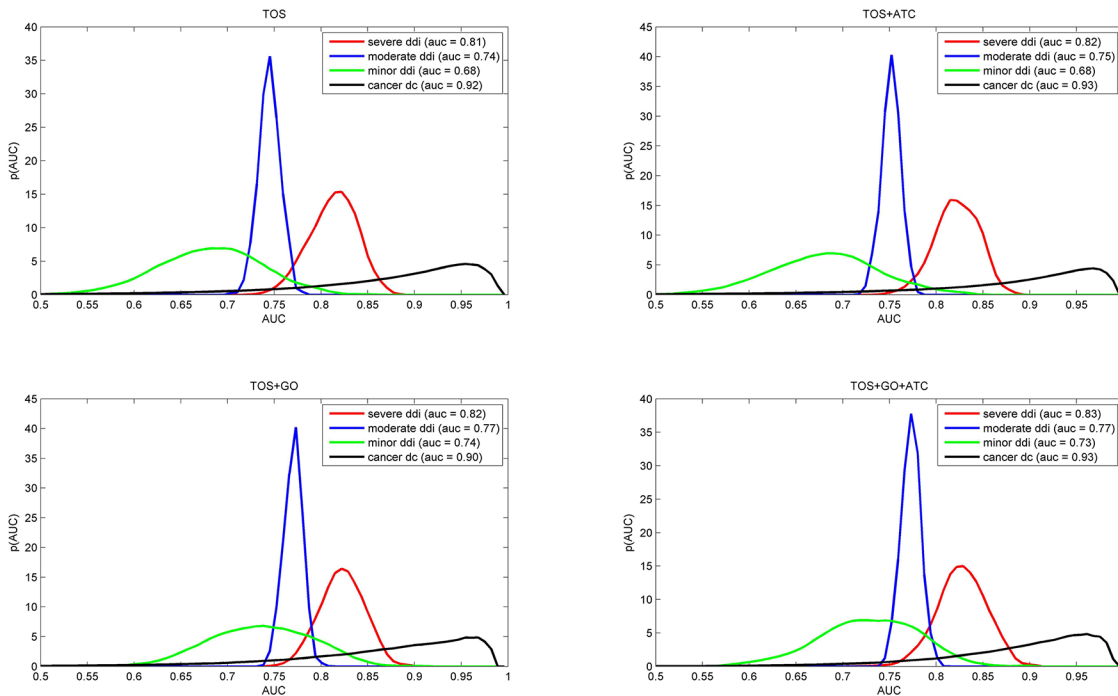 TOS
40
35
30
25
20
15
10
5
0
p(AUC)
severe ddi (auc = 0.81)
moderate ddi (auc = 0.74)
minor ddi (auc = 0.68)
cancer dc (auc = 0.92)
0.5 0.55 0.6 0.65 0.7 0.75 0.8 0.85 0.9 0.95 1
AUC
TOS+ATC
45
40
35
30
25
20
15
10
5
0
p(AUC)
severe ddi (auc = 0.82)
moderate ddi (auc = 0.75)
minor ddi (auc = 0.68)
cancer dc (auc = 0.93)
0.5 0.55 0.6 0.65 0.7 0.75 0.8 0.85 0.9 0.95
AUC
TOS+GO
45
40
35
30
25
20
15
10
5
0
p(AUC)
severe ddi (auc = 0.82)
moderate ddi (auc = 0.77)
minor ddi (auc = 0.74)
cancer dc (auc = 0.90)
0.5 0.55 0.6 0.65 0.7 0.75 0.8 0.85 0.9 0.95 1
AUC
TOS+GO+ATC
40
35
30
25
20
15
10
5
0
p(AUC)
severe ddi (auc = 0.83)
moderate ddi (auc = 0.77)
minor ddi (auc = 0.73)
cancer dc (auc = 0.93)
0.5 0.55 0.6 0.65 0.7 0.75 0.8 0.85 0.9 0.95
AUC